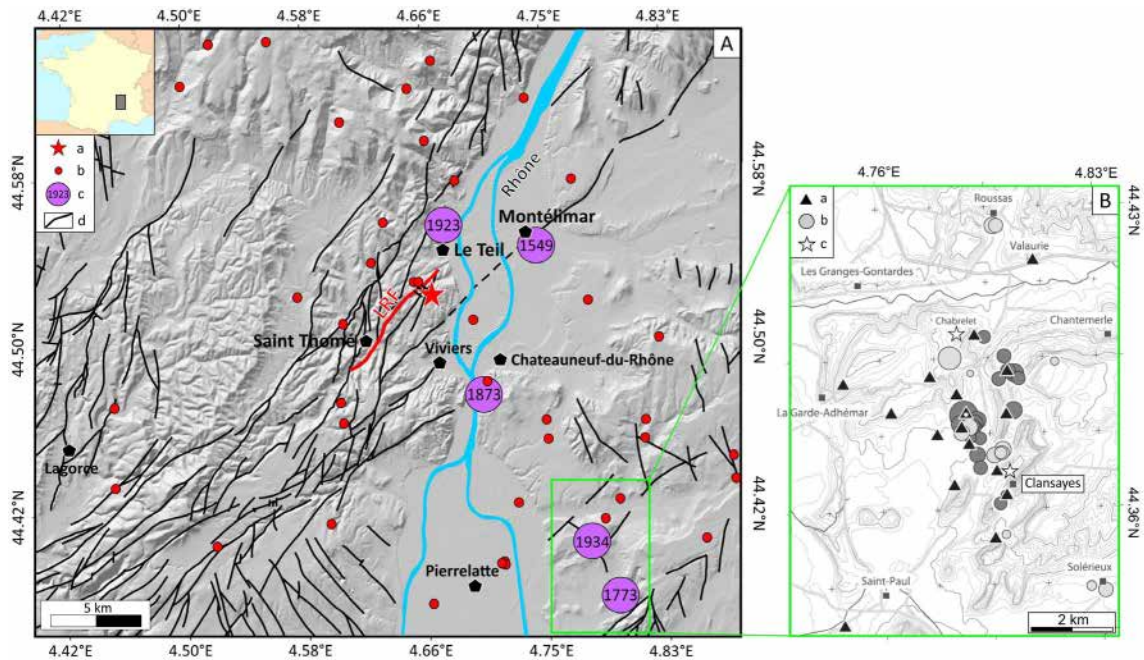 4.42°E 4.50°E 4.58°E 4.66°E 4.75°E 4.83°E
A
a
b
1923 c
d
Rhône
44.58°N 44.58°N
Montélimar
1923
1549
Le Teil
LRF
44.50°N 44.50°N
Saint Thomé
Viviers
Chateauneuf-du-Rhône
1873
Lagorce
44.42°N 44.42°N
1934
Pierrelatte
1773
5 km
4.42°E 4.50°E 4.58°E 4.66°E 4.75°E 4.83°E
4.76°E 4.83°E
B
a
b
c
Roussas
44.43°N
Valaurie
Les Granges-Gontardes
Chabrelet
Chantemerle
La Garde-Adhémar
Clansayes
44.36°N
Solérieux
Saint-Paul
2 km